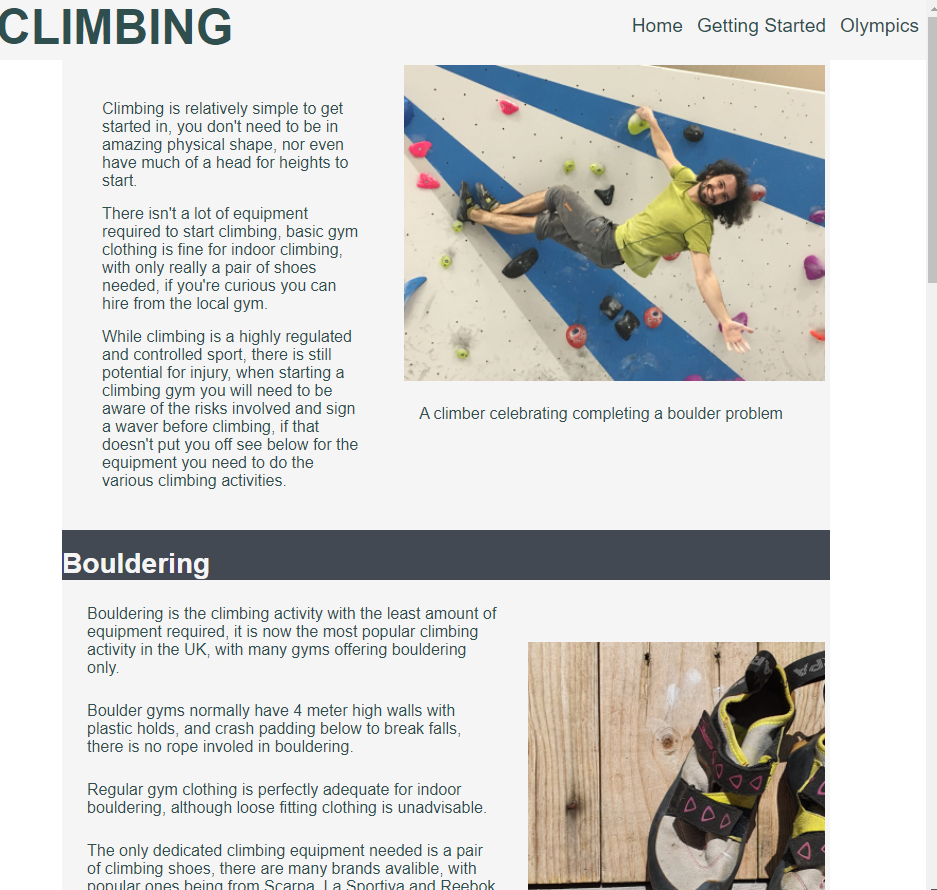 CLIMBING
Home Getting Started Olympics
Climbing is relatively simple to get
started in, you don't need to be in
amazing physical shape, nor even
have much of a head for heights to
start.
There isn't a lot of equipment
required to start climbing, basic gym
clothing is fine for indoor climbing,
with only really a pair of shoes
needed, if you're curious you can
hire from the local gym.
While climbing is a highly regulated
and controlled sport, there is still
potential for injury, when starting a
climbing gym you will need to be
aware of the risks involved and sign
a waver before climbing, if that
doesn't put you off see below for the
equipment you need to do the
various climbing activities.
A climber celebrating completing a boulder problem
Bouldering
Bouldering is the climbing activity with the least amount of
equipment required, it is now the most popular climbing
activity in the UK, with many gyms offering bouldering
only.
Boulder gyms normally have 4 meter high walls with
plastic holds, and crash padding below to break falls,
there is no rope involed in bouldering.
Regular gym clothing is perfectly adequate for indoor
bouldering, although loose fitting clothing is unadvisable.
The only dedicated climbing equipment needed is a pair
of climbing shoes, there are many brands avalible, with
popular ones being from Scarpa, La Sportiva and Reebok